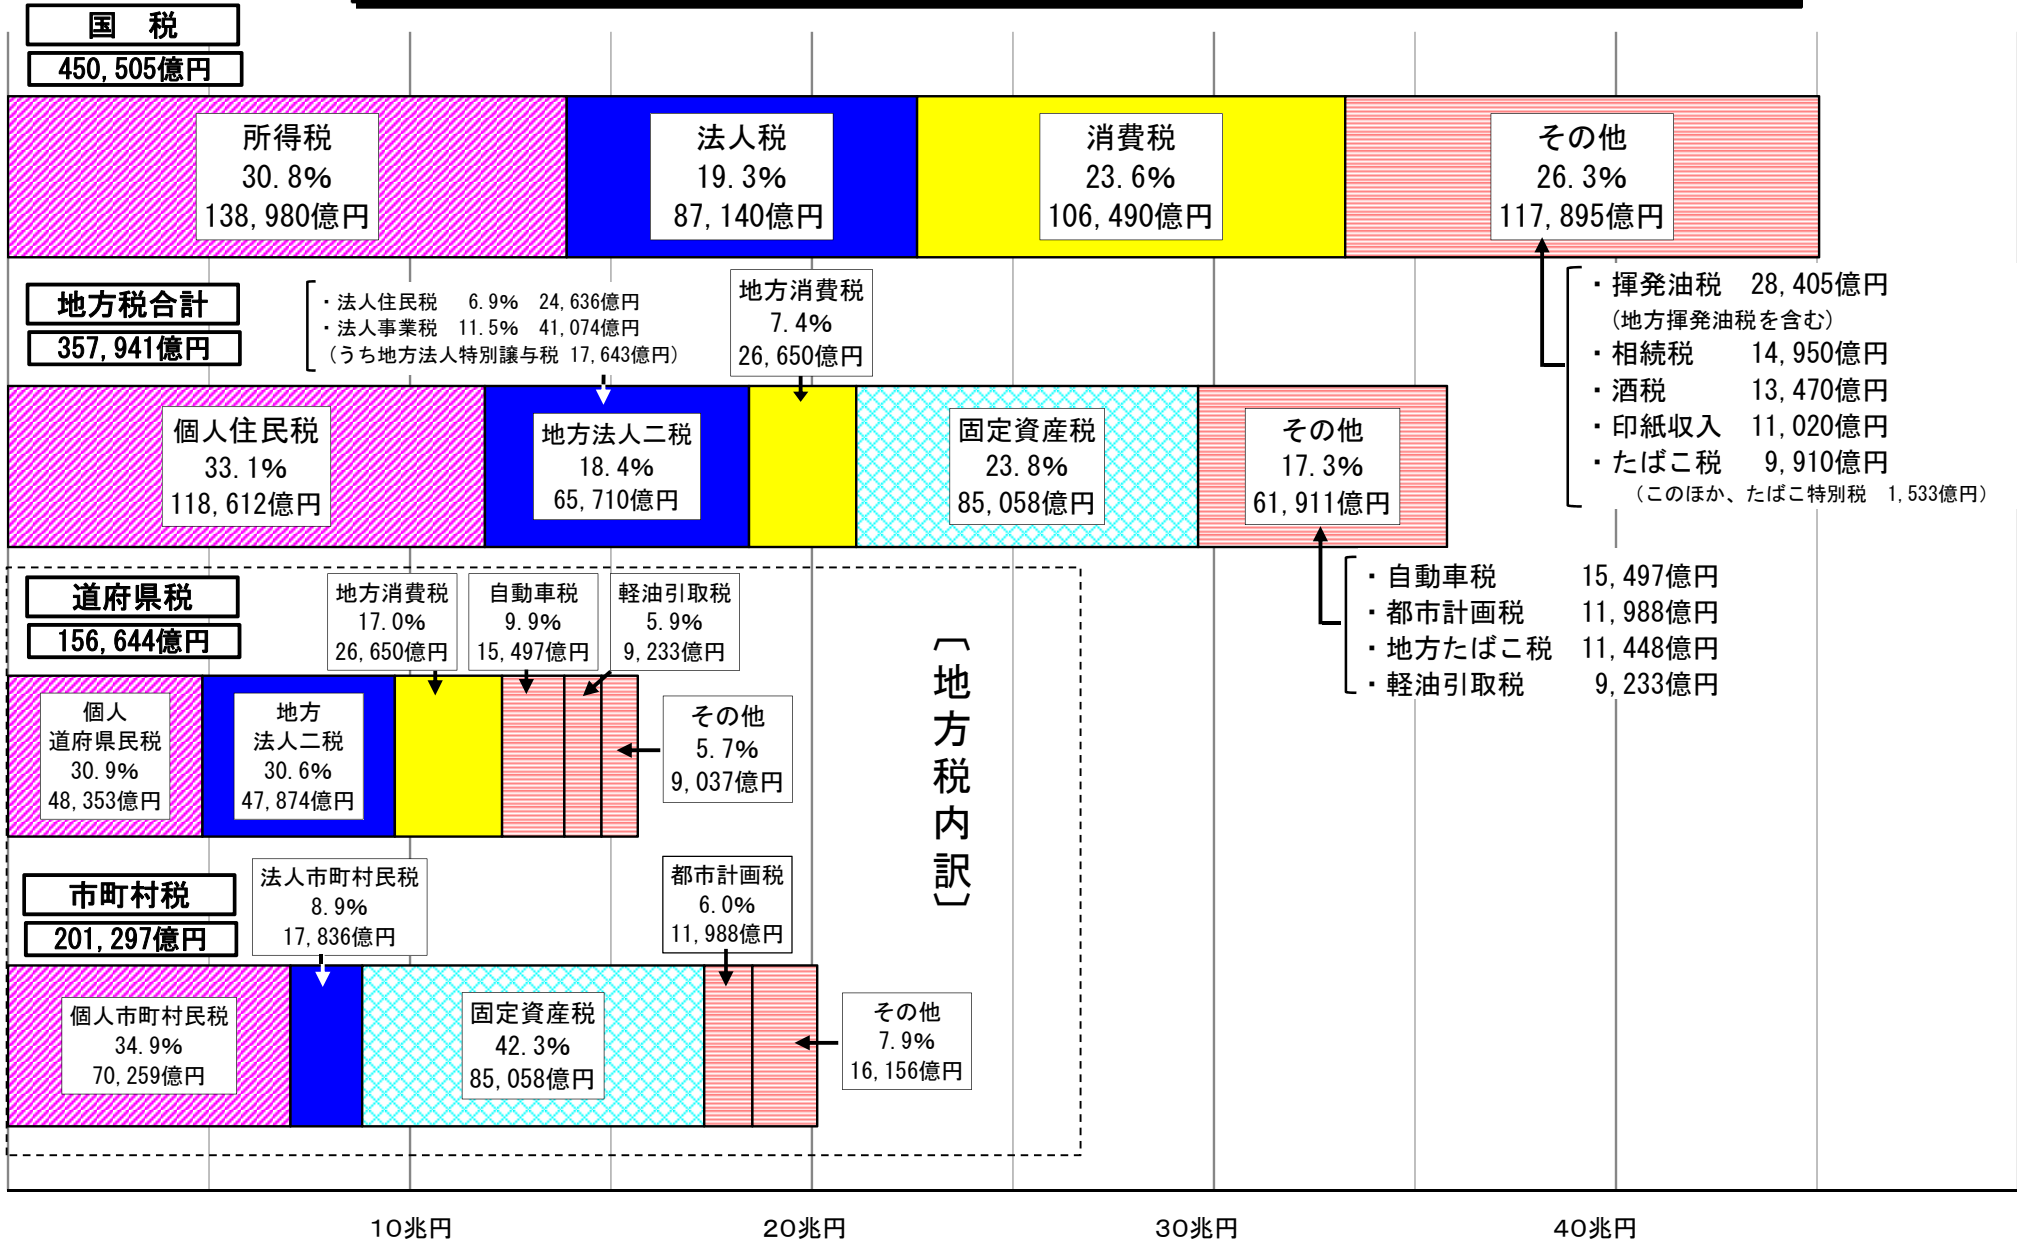 国　税
450,505億円
所得税
30.8%
138,980億円
法人税
19.3%
87,140億円
消費税
23.6%
106,490億円
その他
26.3%
117,895億円
・揮発油税　28,405億円
(地方揮発油税を含む)
・相続税　　14,950億円
・酒税　　　13,470億円
・印紙収入　11,020億円
・たばこ税　 9,910億円
（このほか、たばこ特別税　1,533億円）
地方税合計
357,941億円
・法人住民税　 6.9%　24,636億円
・法人事業税　11.5%　41,074億円
（うち地方法人特別譲与税 17,643億円）
地方消費税
7.4%
26,650億円
個人住民税
33.1%
118,612億円
地方法人二税
18.4%
65,710億円
固定資産税
23.8%
85,058億円
その他
17.3%
61,911億円
・自動車税　　　15,497億円
・都市計画税　　11,988億円
・地方たばこ税　11,448億円
・軽油引取税　　 9,233億円
道府県税
156,644億円
地方消費税
17.0%
26,650億円
自動車税
9.9%
15,497億円
軽油引取税
5.9%
9,233億円
個人
道府県民税
30.9%
48,353億円
地方
法人二税
30.6%
47,874億円
その他
5.7%
9,037億円
〔地方税内訳〕
市町村税
201,297億円
法人市町村民税
8.9%
17,836億円
都市計画税
6.0%
11,988億円
個人市町村民税
34.9%
70,259億円
固定資産税
42.3%
85,058億円
その他
7.9%
16,156億円
10兆円
20兆円
30兆円
40兆円